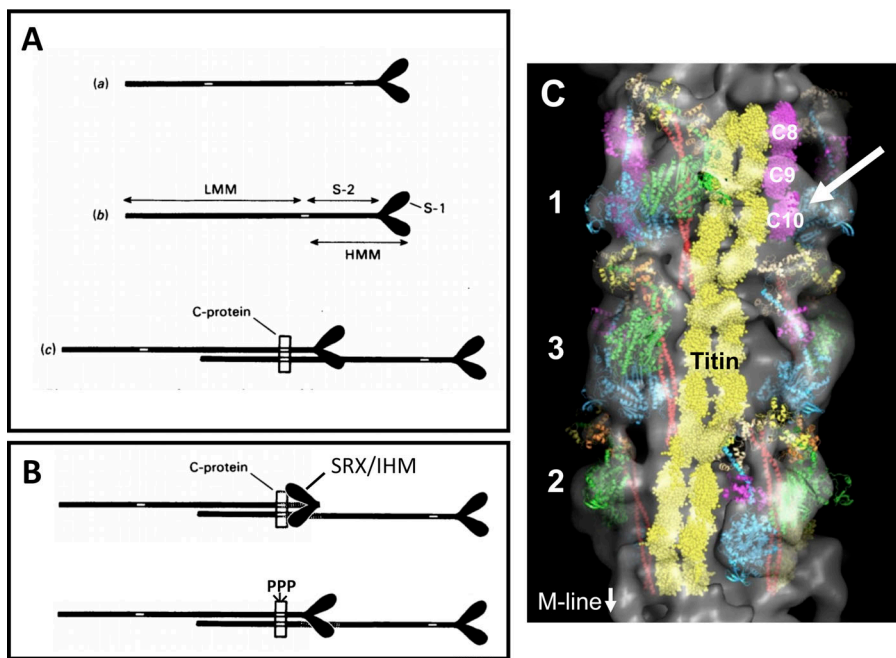 A
(a)
LMM
S-2
S-1
(b)
HMM
C-protein
(c)
B
C-protein
SRX/IHM
PPP
C
C8
C9
1
C10
3
Titin
2
M-line